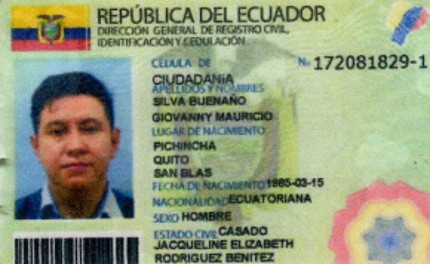 REPÚBLICA DEL ECUADOR
DIRECCIÓN GENERAL DE REGISTRO CIVIL,
IDENTIFICACIÓN Y CEDULACIÓN
CÉDULA DE N. 172081829-1
CIUDADANÍA
APELLIDOS Y NOMBRES
SILVA BUENAÑO
GIOVANNY MAURICIO
LUGAR DE NACIMIENTO
PICHINCHA
QUITO
SAN BLAS
FECHA DE NACIMIENTO 1985-03-15
NACIONALIDAD ECUATORIANA
SEXO HOMBRE
ESTADO CIVIL CASADO
JACQUELINE ELIZABETH
RODRIGUEZ BENITEZ